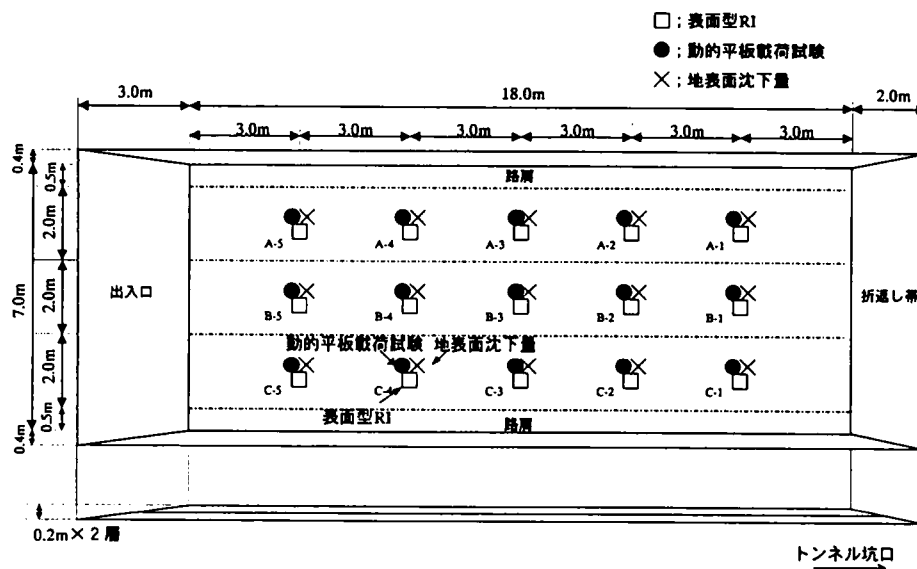 □；表面型RI
●；動的平板載荷試験
×；地表面沈下量
3.0m
18.0m
2.0m
3.0m
3.0m
3.0m
3.0m
3.0m
3.0m
0.4m
0.5m
路肩
2.0m
A-5
A-4
A-3
A-2
A-1
7.0m
2.0m
出入口
B-5
B-4
B-3
B-2
B-1
折返し帯
動的平板載荷試験
地表面沈下量
2.0m
C-5
C-4
C-3
C-2
C-1
0.5m
表面型RI
路肩
0.4m
0.2m×2層
トンネル坑口